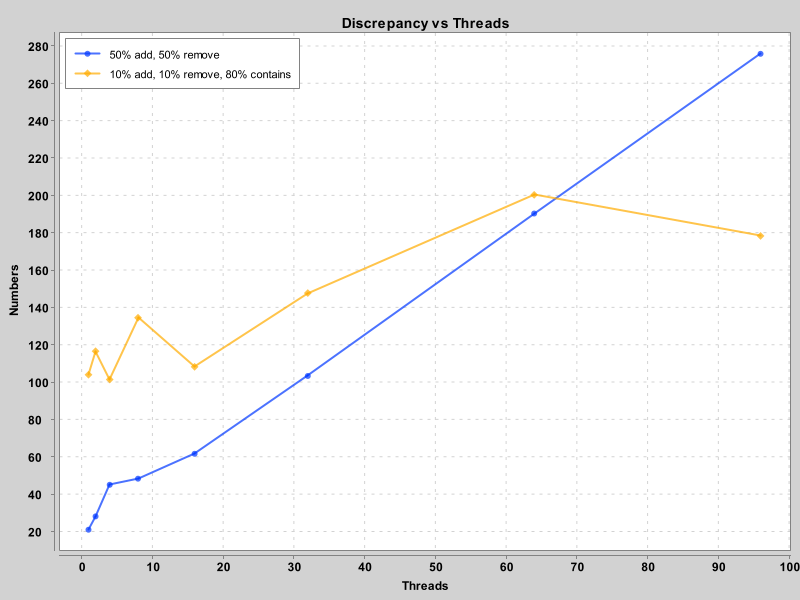 Discrepancy vs Threads
50% add, 50% remove
10% add, 10% remove, 80% contains
Numbers
280
260
240
220
200
180
160
140
120
100
80
60
40
20
0 10 20 30 40 50 60 70 80 90 100
Threads